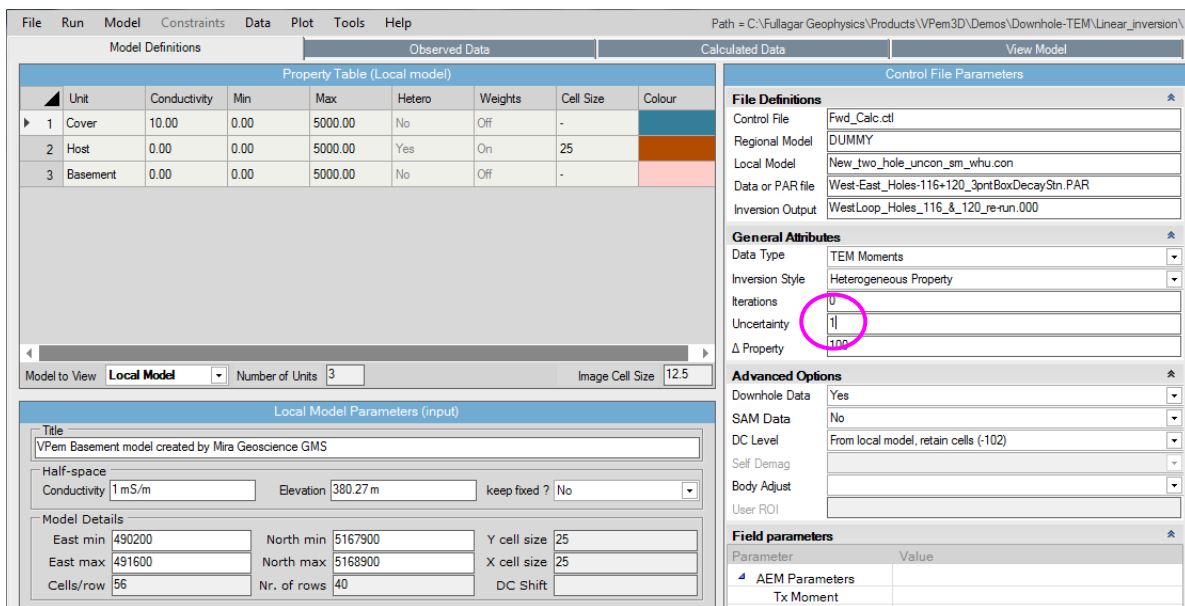 File Run Model Constraints Data Plot Tools Help Path = C:\Fullagar Geophysics\Products\VPem3D\Demos\Downhole-TEM\Linear_inversion\
Model Definitions Observed Data Calculated Data View Model
Property Table (Local model)
Unit Conductivity Min Max Hetero Weights Cell Size Colour
1 Cover 10.00 0.00 5000.00 No Off -
2 Host 0.00 0.00 5000.00 Yes On 25
3 Basement 0.00 0.00 5000.00 No Off -
Model to View Local Model Number of Units 3 Image Cell Size 12.5
Local Model Parameters (input)
Title
VPem Basement model created by Mira Geoscience GMS
Half-space
Conductivity 1 mS/m Elevation 380.27 m keep fixed ? No
Model Details
East min 490200 North min 5167900 Y cell size 25
East max 491600 North max 5168900 X cell size 25
Cells/row 56 Nr. of rows 40 DC Shift
Control File Parameters
File Definitions
Control File Fwd_Calc.ctl
Regional Model DUMMY
Local Model New_two_hole_uncon_sm_whu.con
Data or PAR file West-East_Holes-116+120_3pntBoxDecayStn.PAR
Inversion Output WestLoop_Holes_116_&_120_re-run.000
General Attributes
Data Type TEM Moments
Inversion Style Heterogeneous Property
Iterations 0
Uncertainty 1
Δ Property 100
Advanced Options
Downhole Data Yes
SAM Data No
DC Level From local model, retain cells (-102)
Self Demag
Body Adjust
User ROI
Field parameters
Parameter Value
AEM Parameters
Tx Moment